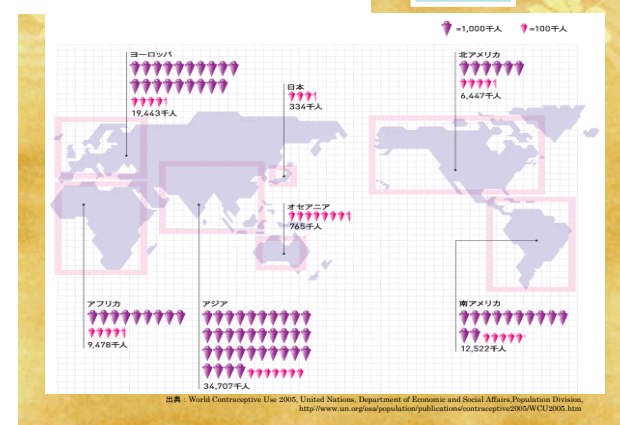 =1,000千人 =100千人
ヨーロッパ
19,443千人
日本
334千人
北アメリカ
6,447千人
オセアニア
765千人
アフリカ
9,478千人
アジア
34,707千人
南アメリカ
12,522千人
出典：World Contraceptive Use 2005, United Nations, Department of Economic and Social Affairs,Population Division,
http://www.un.org/esa/population/publications/contraceptive2005/WCU2005.htm